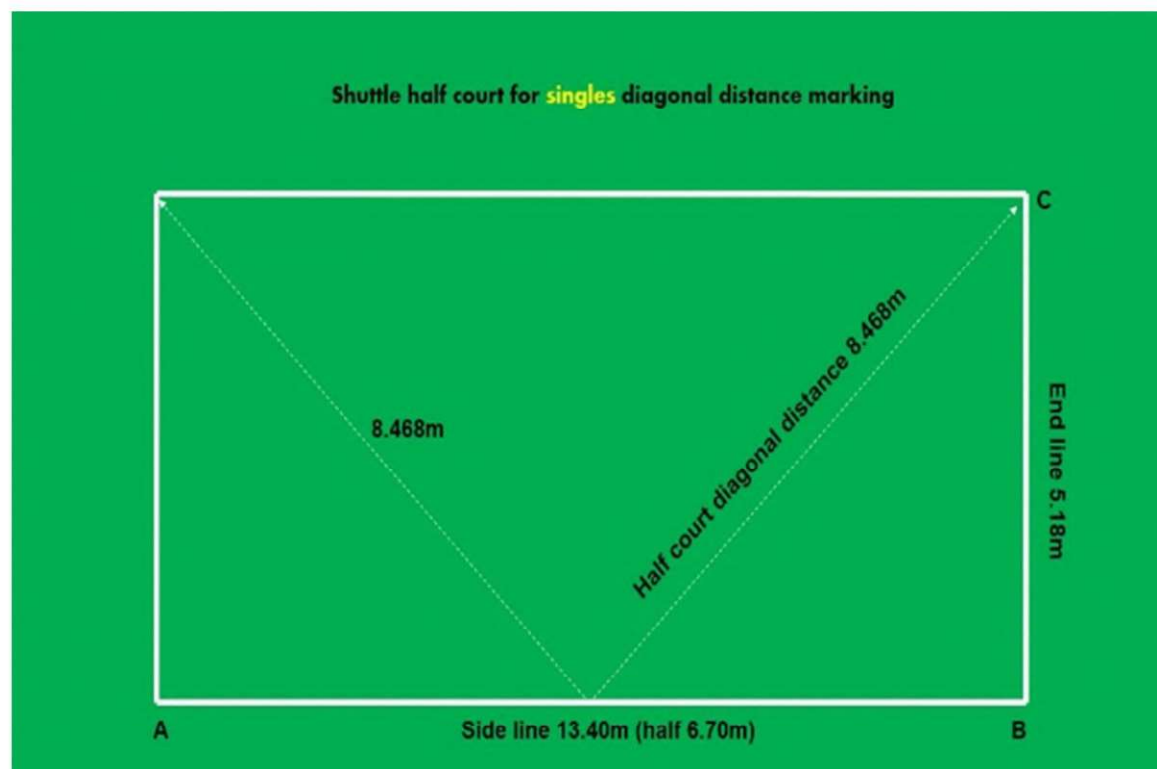 Shuttle half court for singles diagonal distance marking
C
8.468m
Half court diagonal distance 8.468m
End line 5.18m
A
Side line 13.40m (half 6.70m)
B